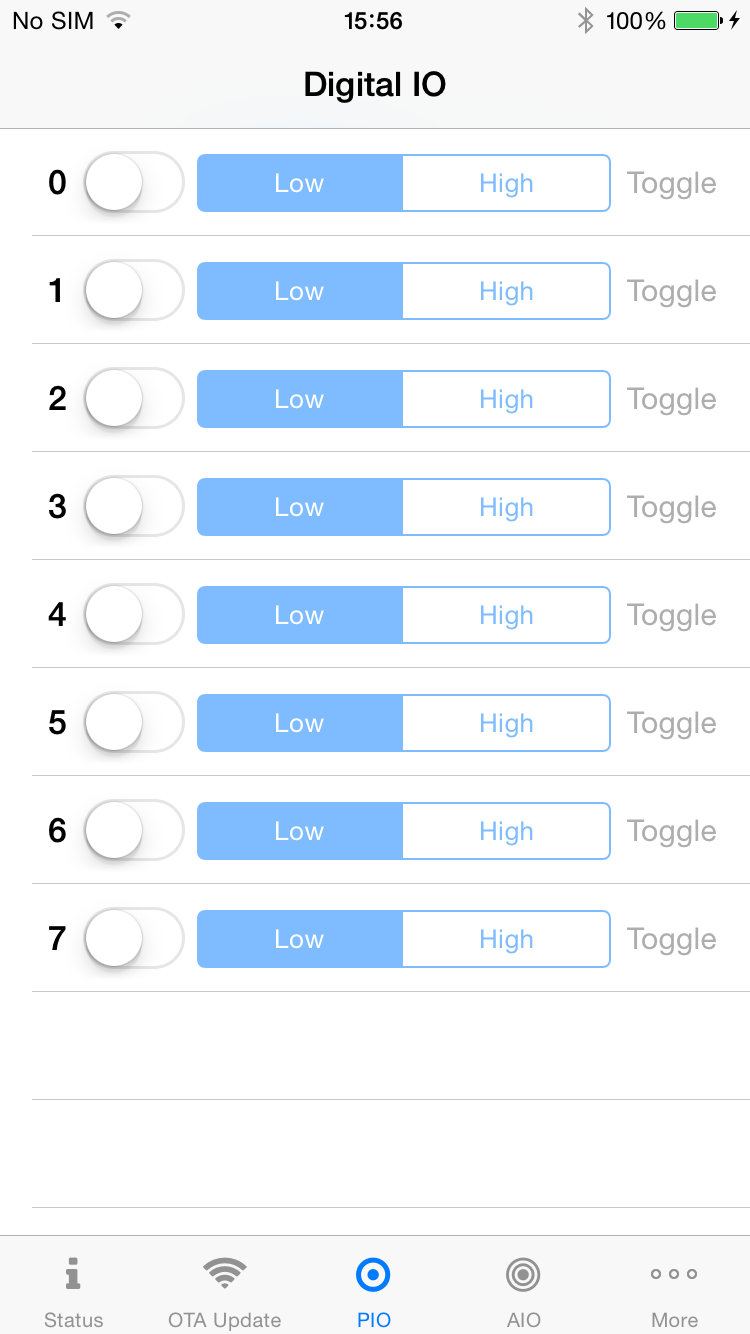 No SIM 15:56 100%
Digital IO
0 Low High Toggle
1 Low High Toggle
2 Low High Toggle
3 Low High Toggle
4 Low High Toggle
5 Low High Toggle
6 Low High Toggle
7 Low High Toggle
Status OTA Update PIO AIO More